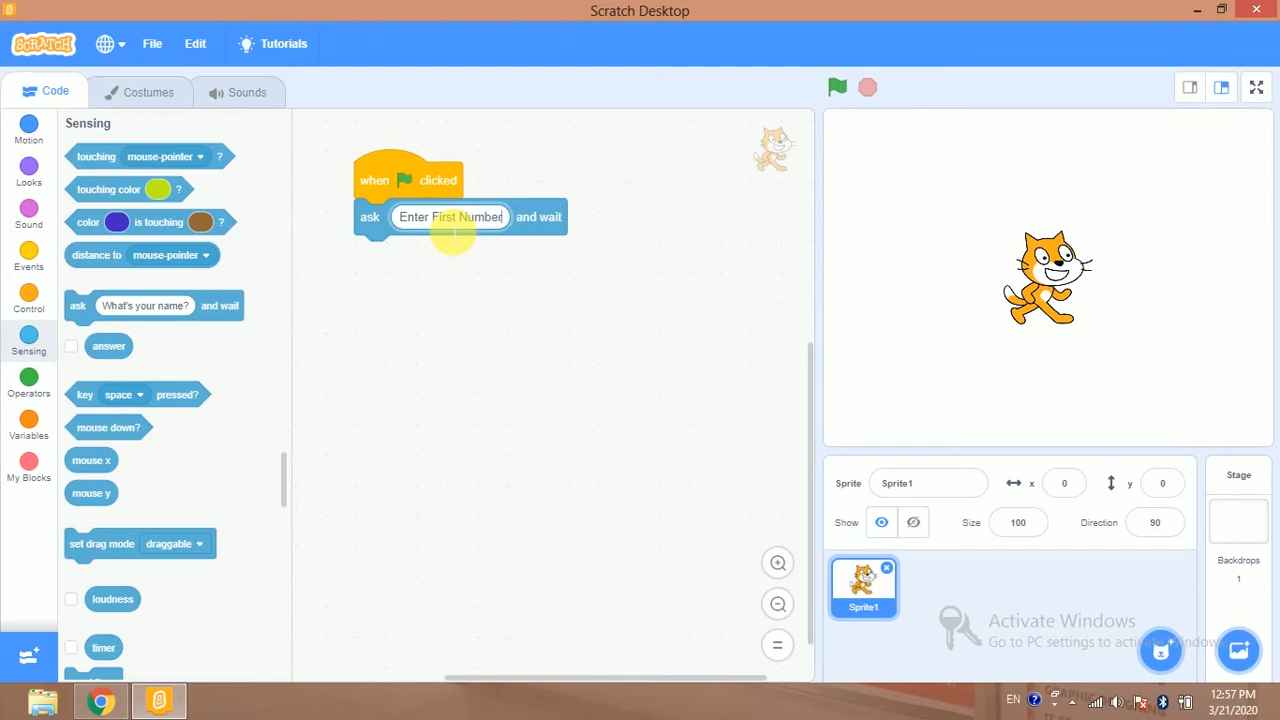 Scratch Desktop
SCRATCH
File
Edit
Tutorials
Code
Costumes
Sounds
Motion
Looks
Sound
Events
Control
Sensing
Operators
Variables
My Blocks
Sensing
touching mouse-pointer ?
touching color ?
color is touching ?
distance to mouse-pointer
ask What's your name? and wait
answer
key space pressed?
mouse down?
mouse x
mouse y
set drag mode draggable
loudness
timer
when clicked
ask Enter First Number and wait
Sprite
Sprite1
x
0
y
0
Show
Size
100
Direction
90
Sprite1
Stage
Backdrops
1
Activate Windows
Go to PC settings to activate Windows.
EN
12:57 PM
3/21/2020